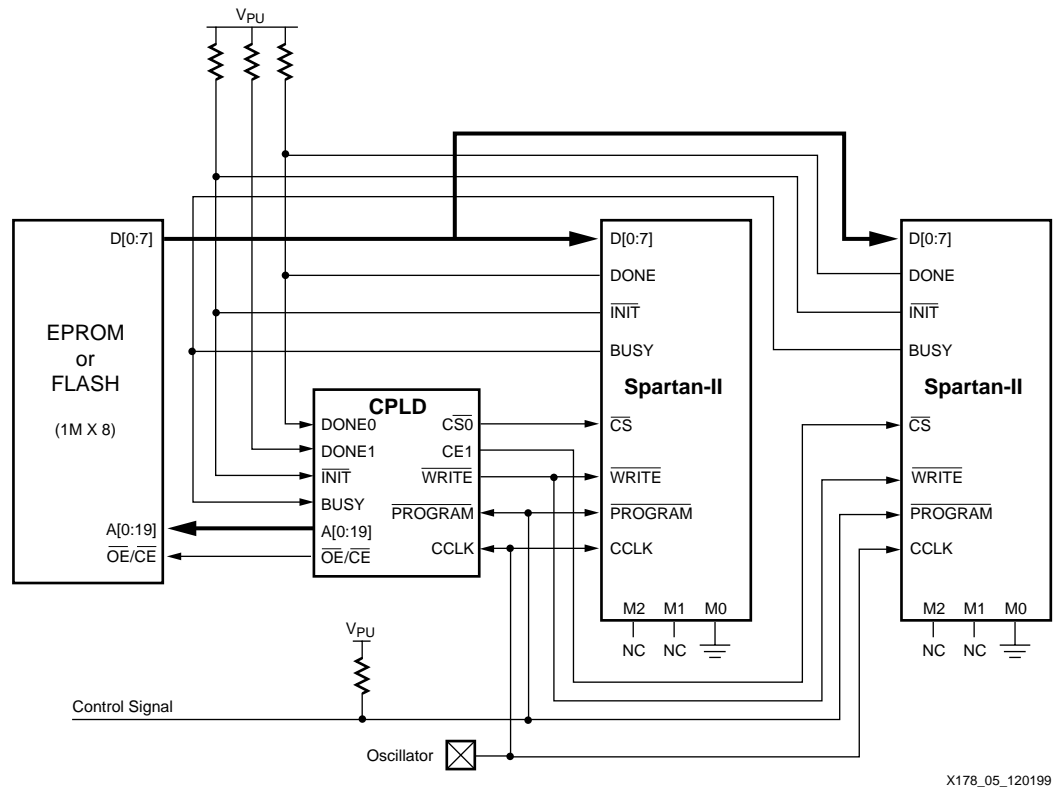 VPU
EPROM
or
FLASH
(1M X 8)
D[0:7]
A[0:19]
OE/CE
CPLD
DONE0
DONE1
INIT
BUSY
A[0:19]
OE/CE
CS0
CE1
WRITE
PROGRAM
CCLK
D[0:7]
DONE
INIT
BUSY
Spartan-II
CS
WRITE
PROGRAM
CCLK
M2 M1 M0
NC NC
D[0:7]
DONE
INIT
BUSY
Spartan-II
CS
WRITE
PROGRAM
CCLK
M2 M1 M0
NC NC
VPU
Control Signal
Oscillator
X178_05_120199